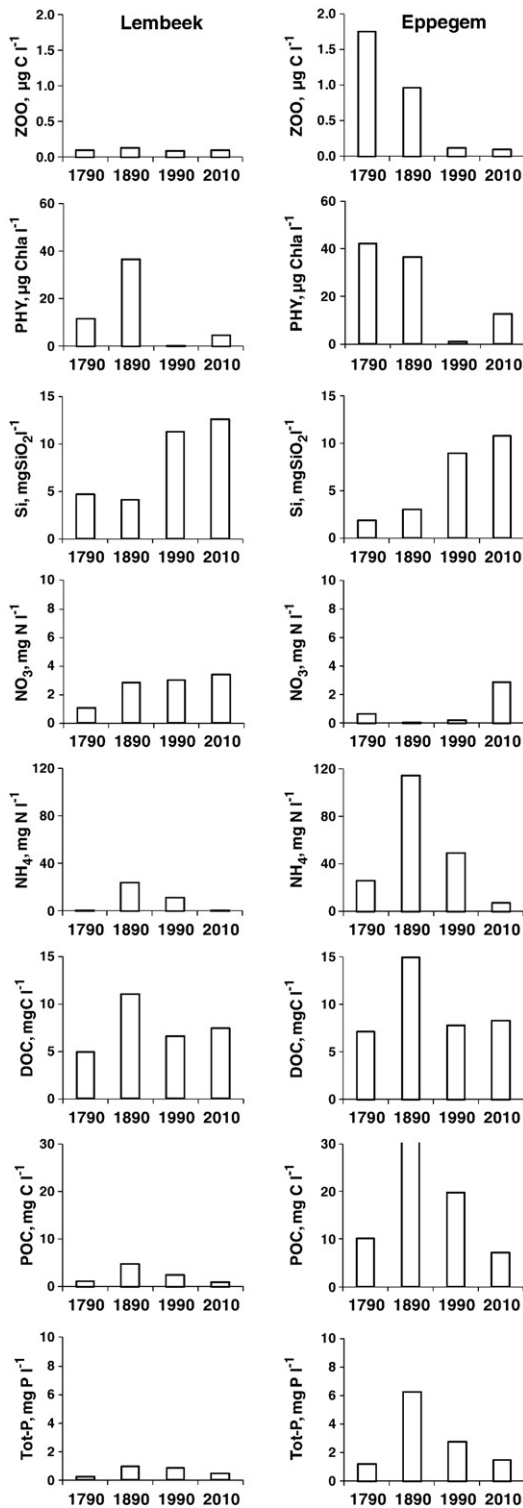 Lembeek Eppegem
ZOO, µg C l-1
2.0
1.5
1.0
0.5
0.0
1790 1890 1990 2010
ZOO, µg C l-1
2.0
1.5
1.0
0.5
0.0
1790 1890 1990 2010
PHY, µg Chla l-1
60
40
20
0
1790 1890 1990 2010
PHY, µg Chla l-1
60
40
20
0
1790 1890 1990 2010
Si, mgSiO2l-1
15
10
5
0
1790 1890 1990 2010
Si, mgSiO2l-1
15
10
5
0
1790 1890 1990 2010
NO3, mg N l-1
10
8
6
4
2
0
1790 1890 1990 2010
NO3, mg N l-1
10
8
6
4
2
0
1790 1890 1990 2010
NH4, mg N l-1
120
80
40
0
1790 1890 1990 2010
NH4, mg N l-1
120
80
40
0
1790 1890 1990 2010
DOC, mgC l-1
15
10
5
0
1790 1890 1990 2010
DOC, mgC l-1
15
10
5
0
1790 1890 1990 2010
POC, mg C l-1
30
20
10
0
1790 1890 1990 2010
POC, mg C l-1
30
20
10
0
1790 1890 1990 2010
Tot-P, mg P l-1
10
8
6
4
2
0
1790 1890 1990 2010
Tot-P, mg P l-1
10
8
6
4
2
0
1790 1890 1990 2010